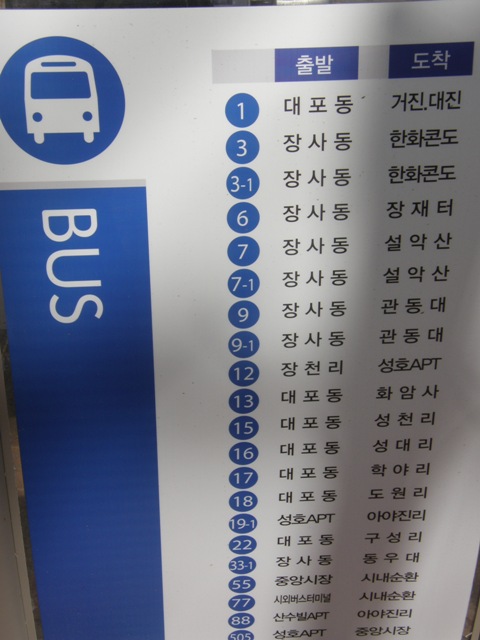 BUS
출발 도착
1 대포동 거진.대진
3 장사동 한화콘도
3-1 장사동 한화콘도
6 장사동 장재터
7 장사동 설악산
7-1 장사동 설악산
9 장사동 관동대
9-1 장사동 관동대
12 장천리 성호APT
13 대포동 화암사
15 대포동 성천리
16 대포동 성대리
17 대포동 학야리
18 대포동 도원리
19-1 성호APT 아야진리
22 대포동 구성리
33-1 장사동 동우대
55 중앙시장 시내순환
77 시외버스터미널 시내순환
88 산수빌APT 아야진리
505 성호APT 중앙시장